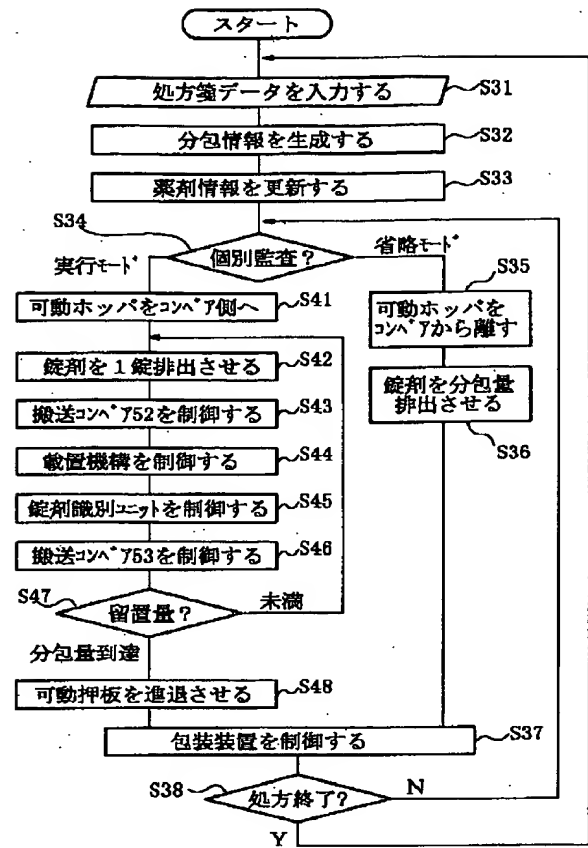 スタート
処方箋データを入力する
S31
分包情報を生成する
S32
薬剤情報を更新する
S33
S34
個別監査？
実行ﾓｰﾄﾞ
省略ﾓｰﾄﾞ
可動ホッパをｺﾝﾍﾞｱ側へ
S41
S35
可動ホッパを
ｺﾝﾍﾞｱから離す
錠剤を１錠排出させる
S42
搬送ｺﾝﾍﾞｱ52を制御する
S43
錠剤を分包量
排出させる
S36
載置機構を制御する
S44
錠剤識別ﾕﾆｯﾄを制御する
S45
搬送ｺﾝﾍﾞｱ53を制御する
S46
S47
留置量？
未満
分包量到達
可動押板を進退させる
S48
包装装置を制御する
S37
S38
処方終了？
N
Y